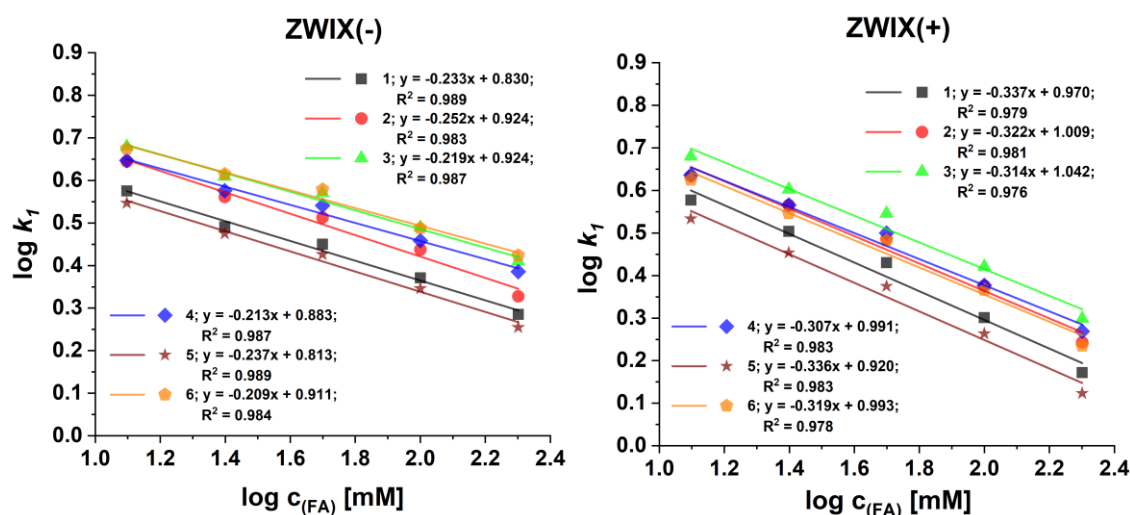 ZWIX(-)
log k₁
0.9
0.8
0.7
0.6
0.5
0.4
0.3
0.2
0.1
0.0
1; y = -0.233x + 0.830;
R² = 0.989
2; y = -0.252x + 0.924;
R² = 0.983
3; y = -0.219x + 0.924;
R² = 0.987
4; y = -0.213x + 0.883;
R² = 0.987
5; y = -0.237x + 0.813;
R² = 0.989
6; y = -0.209x + 0.911;
R² = 0.984
1.0 1.2 1.4 1.6 1.8 2.0 2.2 2.4
log c₍FA₎ [mM]
ZWIX(+)
log k₁
0.9
0.8
0.7
0.6
0.5
0.4
0.3
0.2
0.1
0.0
1; y = -0.337x + 0.970;
R² = 0.979
2; y = -0.322x + 1.009;
R² = 0.981
3; y = -0.314x + 1.042;
R² = 0.976
4; y = -0.307x + 0.991;
R² = 0.983
5; y = -0.336x + 0.920;
R² = 0.983
6; y = -0.319x + 0.993;
R² = 0.978
1.0 1.2 1.4 1.6 1.8 2.0 2.2 2.4
log c₍FA₎ [mM]